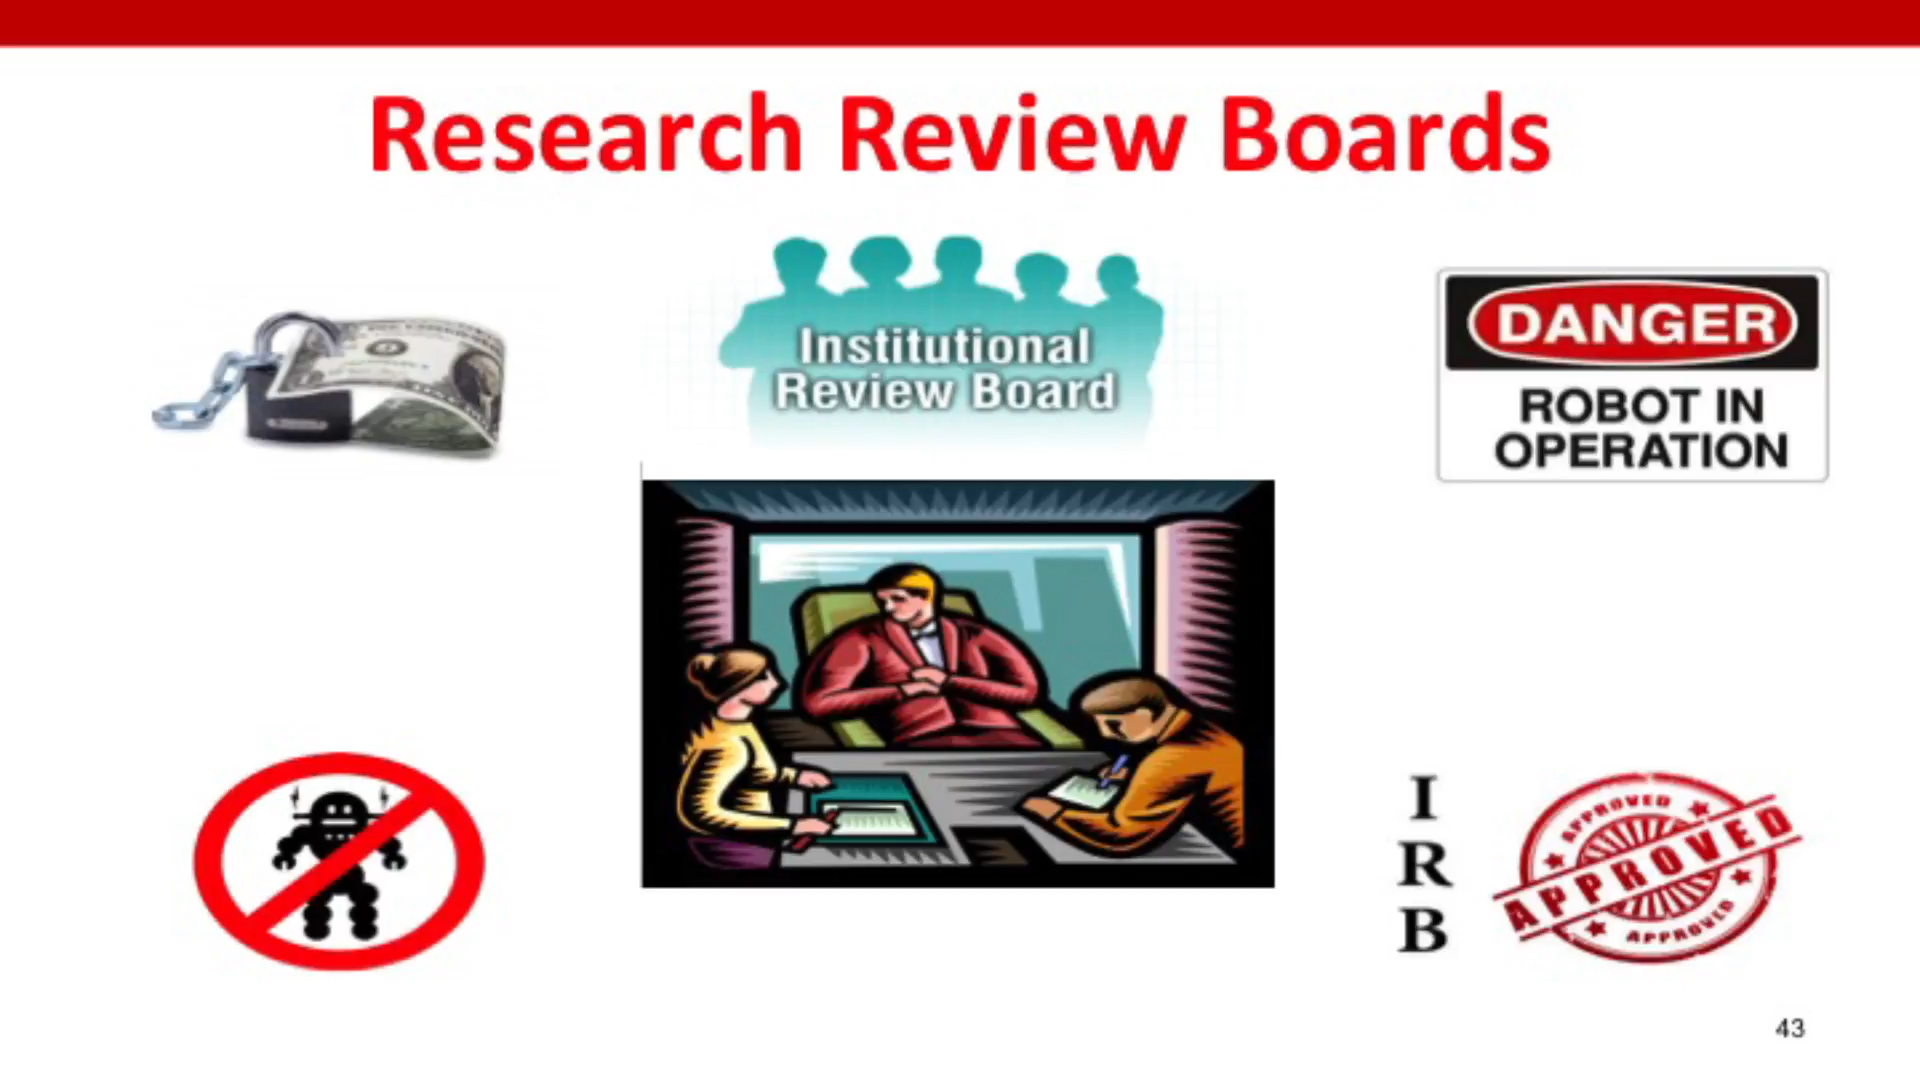 Research Review Boards
Institutional
Review Board
DANGER
ROBOT IN
OPERATION
I
R
B
APPROVED
APPROVED
APPROVED
43